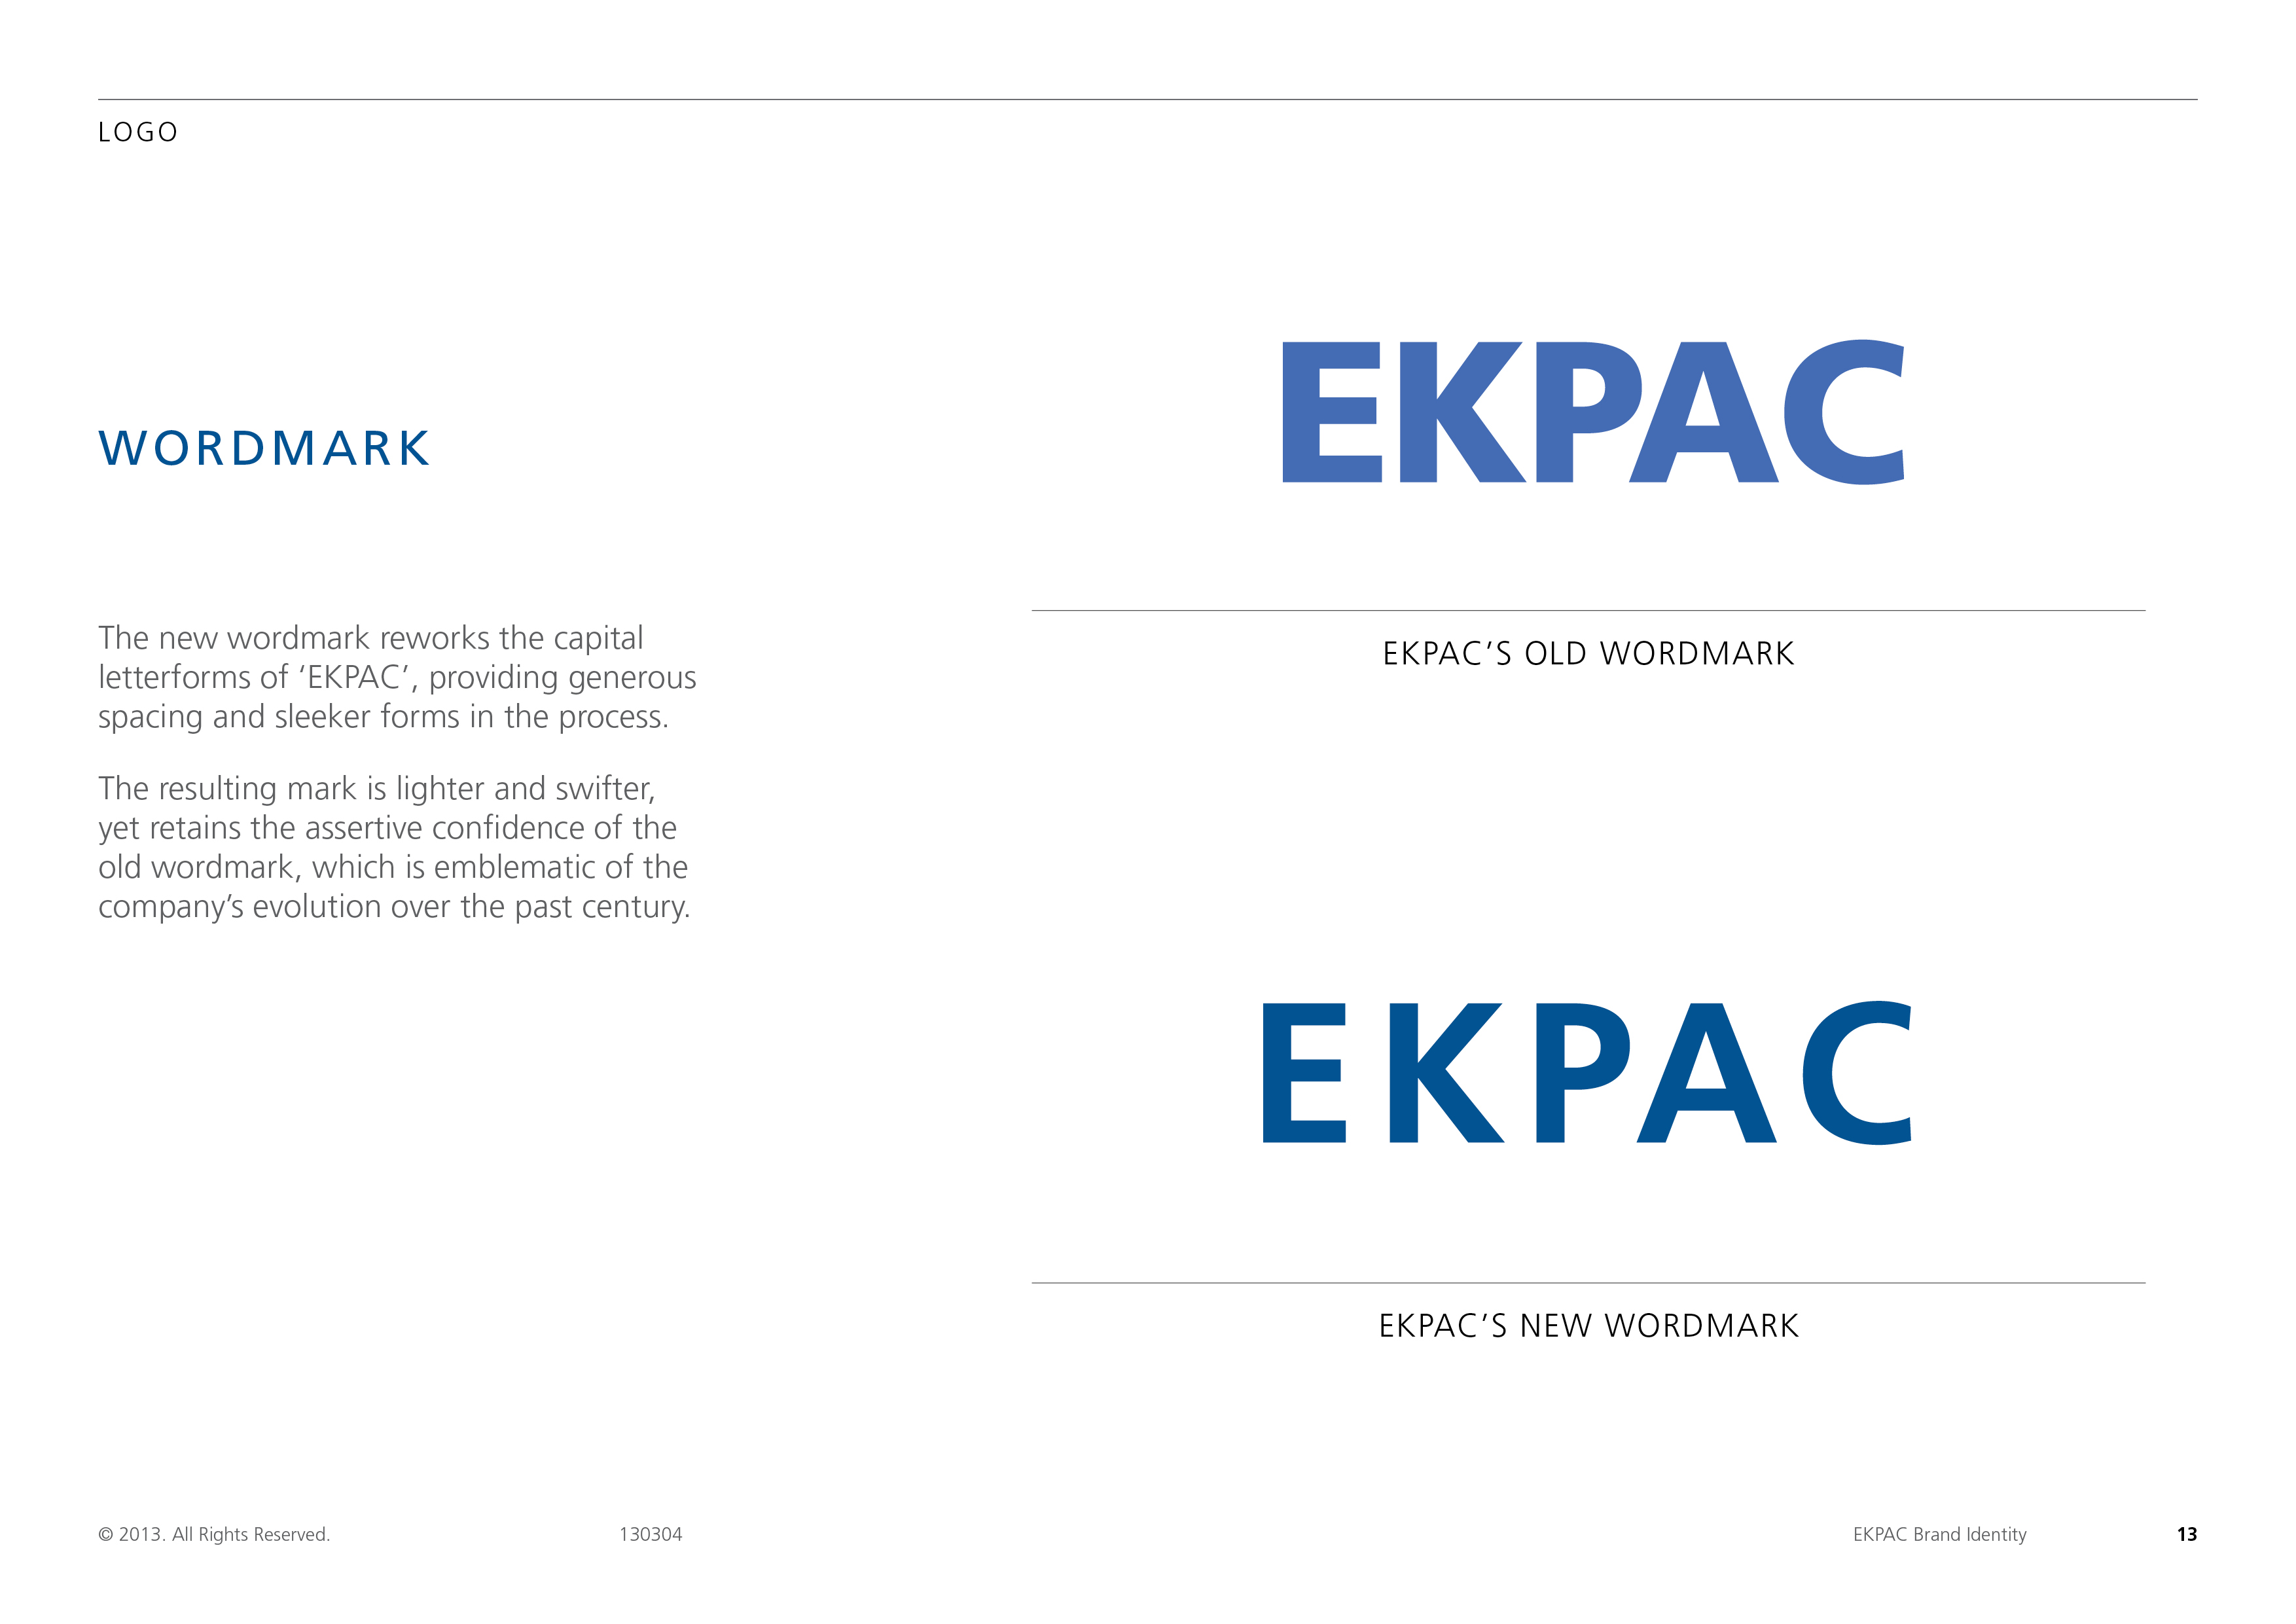 LOGO
WORDMARK
The new wordmark reworks the capital
letterforms of ‘EKPAC’, providing generous
spacing and sleeker forms in the process.
The resulting mark is lighter and swifter,
yet retains the assertive confidence of the
old wordmark, which is emblematic of the
company’s evolution over the past century.
EKPAC
EKPAC’S OLD WORDMARK
EKPAC
EKPAC’S NEW WORDMARK
© 2013. All Rights Reserved. 130304 EKPAC Brand Identity 13